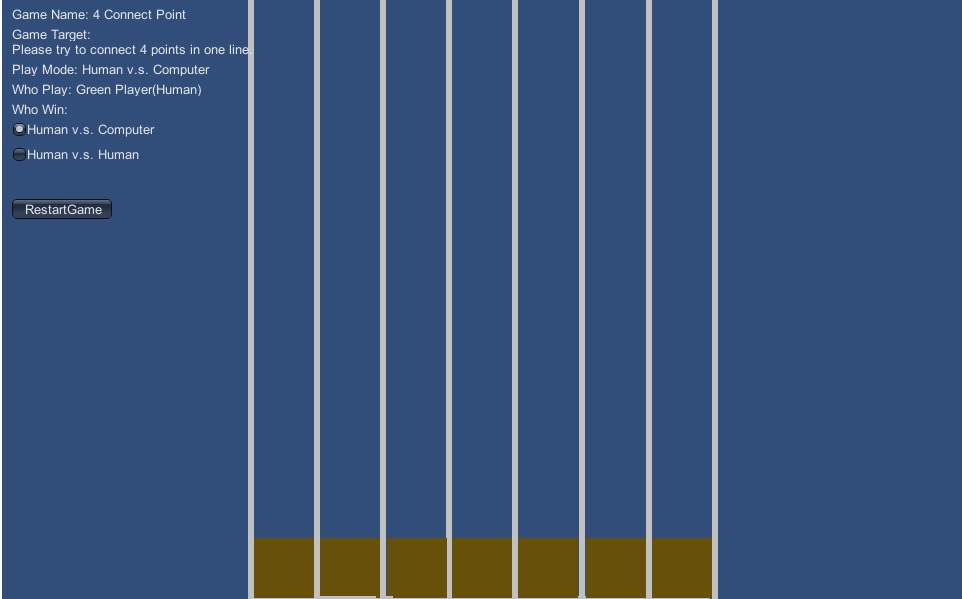 Game Name: 4 Connect Point
Game Target:
Please try to connect 4 points in one line
Play Mode: Human v.s. Computer
Who Play: Green Player(Human)
Who Win:
Human v.s. Computer
Human v.s. Human
RestartGame